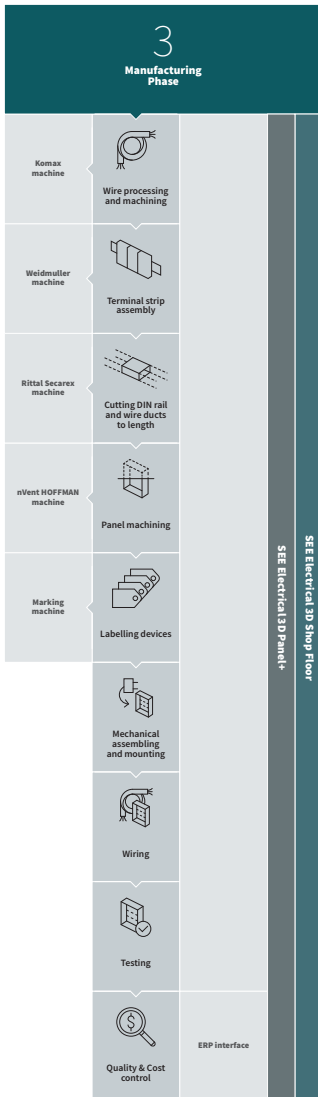 3
Manufacturing
Phase
Komax
machine
Wire processing
and machining
Weidmuller
machine
Terminal strip
assembly
Rittal Secarex
machine
Cutting DIN rail
and wire ducts
to length
nVent HOFFMAN
machine
Panel machining
Marking
machine
Labelling devices
Mechanical
assembling
and mounting
Wiring
Testing
$
Quality & Cost
control
ERP interface
SEE Electrical 3D Panel+
SEE Electrical 3D Shop Floor